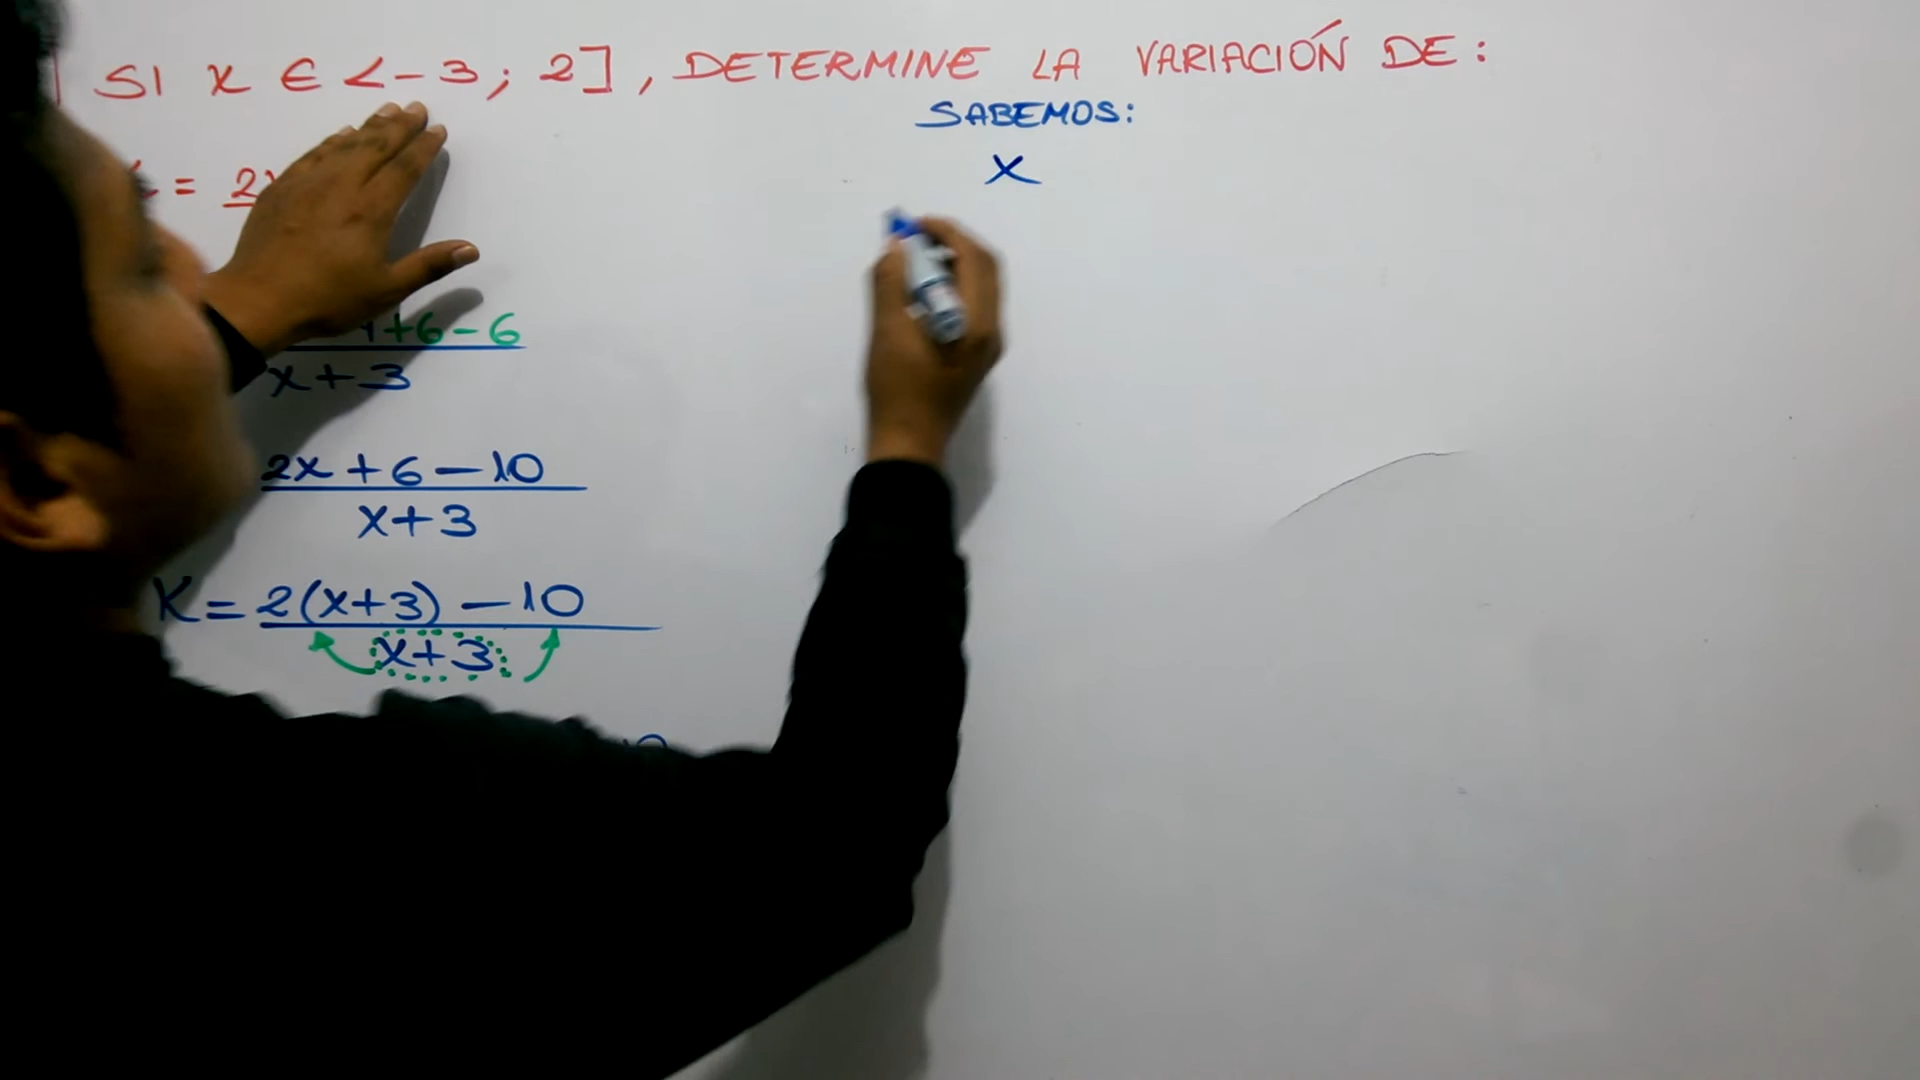 ] SI X ∈ <-3; 2], DETERMINE LA VARIACIÓN DE:
SABEMOS:
X
= 2
+6-6
x+3
2x+6-10
x+3
K = 2(x+3) - 10
x+3